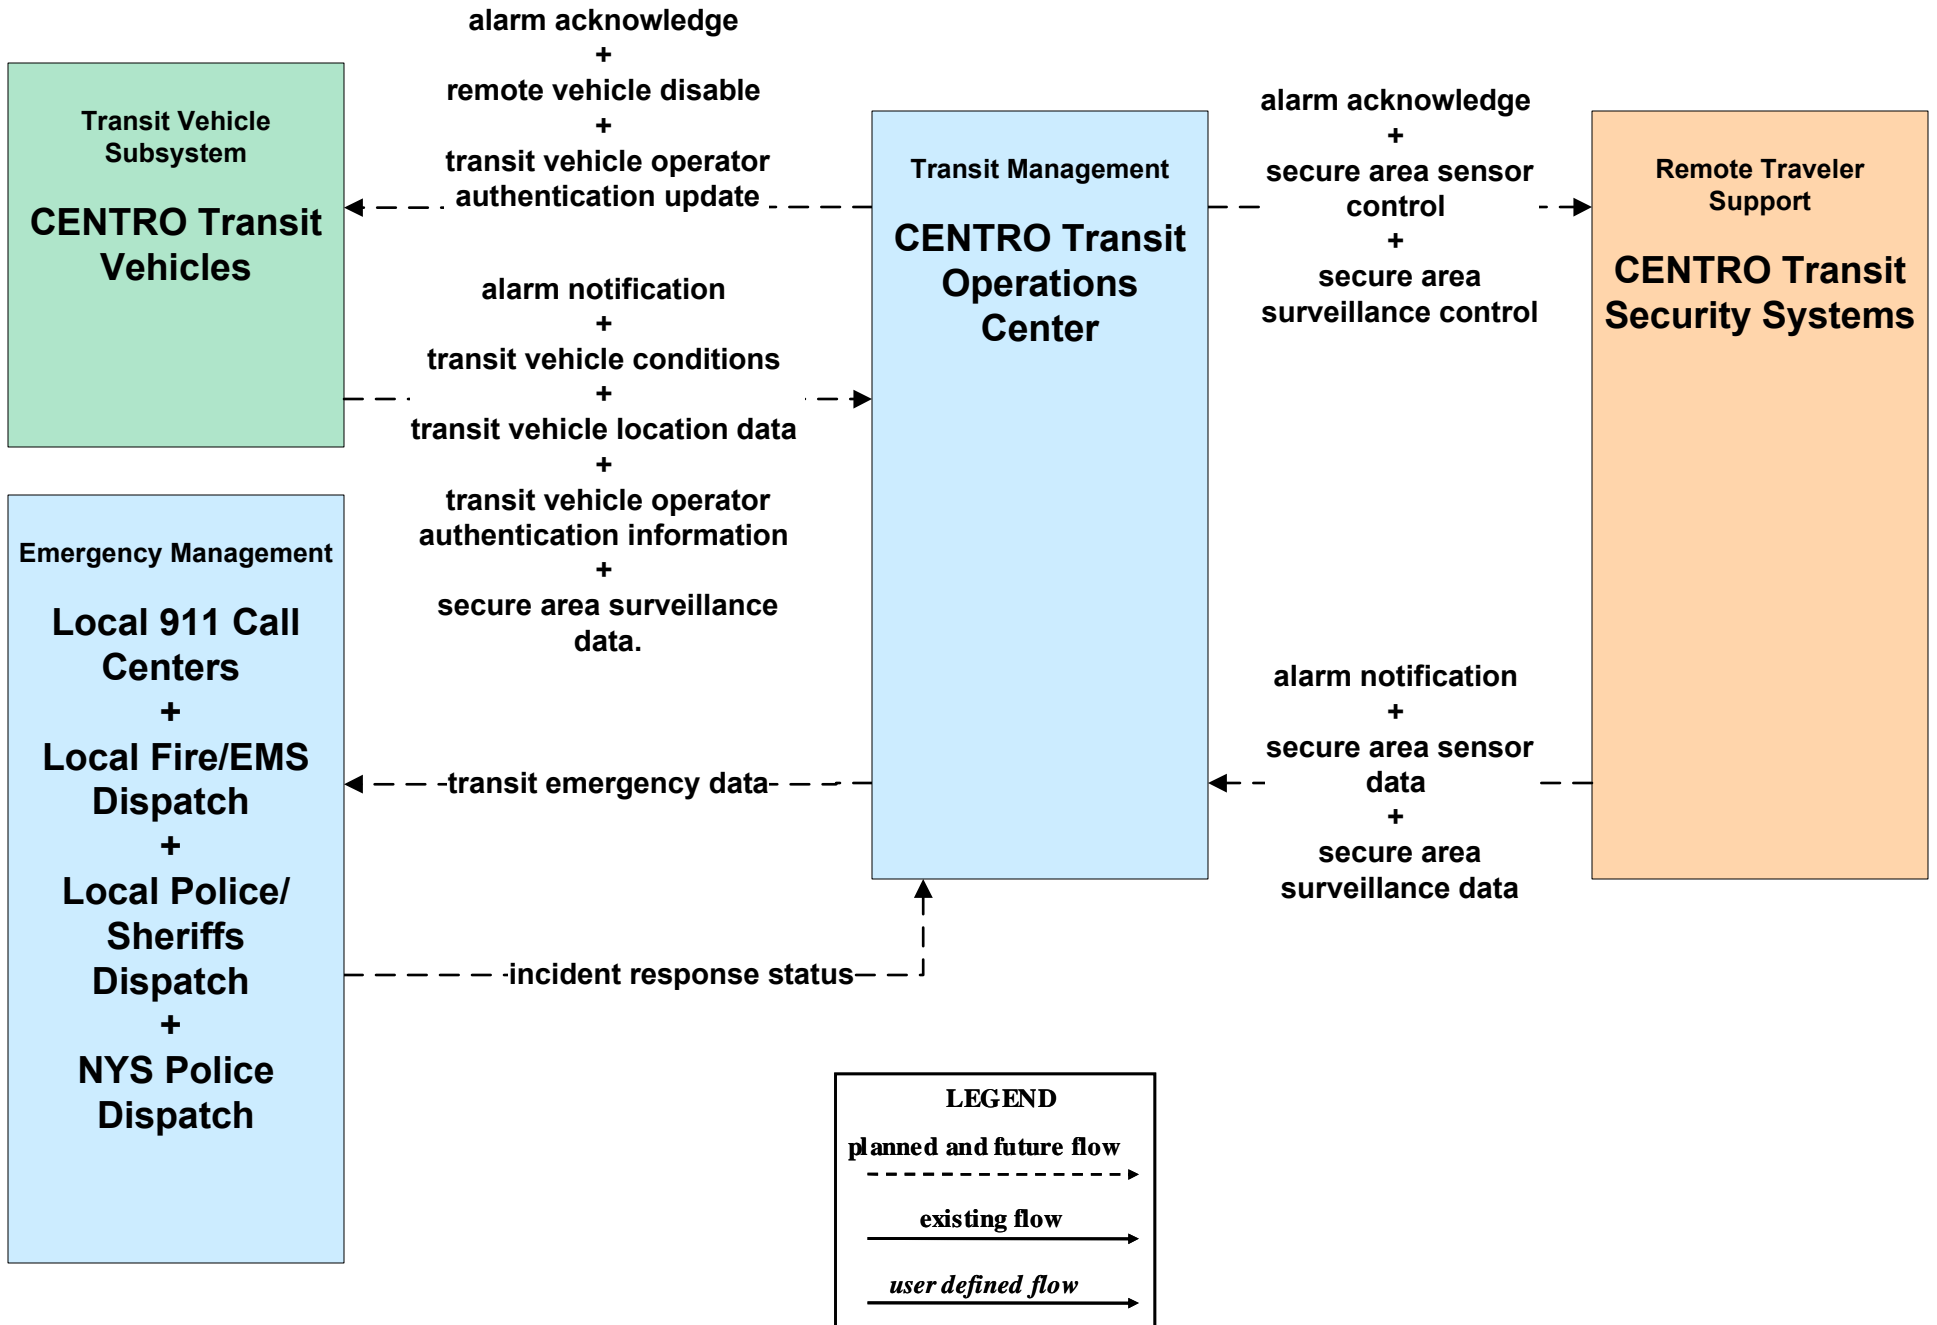 alarm acknowledge
+
remote vehicle disable
+
transit vehicle operator
authentication update
Transit Vehicle
Subsystem
CENTRO Transit
Vehicles
alarm notification
+
transit vehicle conditions
+
transit vehicle location data
+
transit vehicle operator
authentication information
+
secure area surveillance
data.
Transit Management
CENTRO Transit
Operations
Center
alarm acknowledge
+
secure area sensor
control
+
secure area
surveillance control
Remote Traveler
Support
CENTRO Transit
Security Systems
Emergency Management
Local 911 Call
Centers
+
Local Fire/EMS
Dispatch
+
Local Police/
Sheriffs
Dispatch
+
NYS Police
Dispatch
transit emergency data
incident response status
alarm notification
+
secure area sensor
data
+
secure area
surveillance data
LEGEND
planned and future flow
existing flow
user defined flow